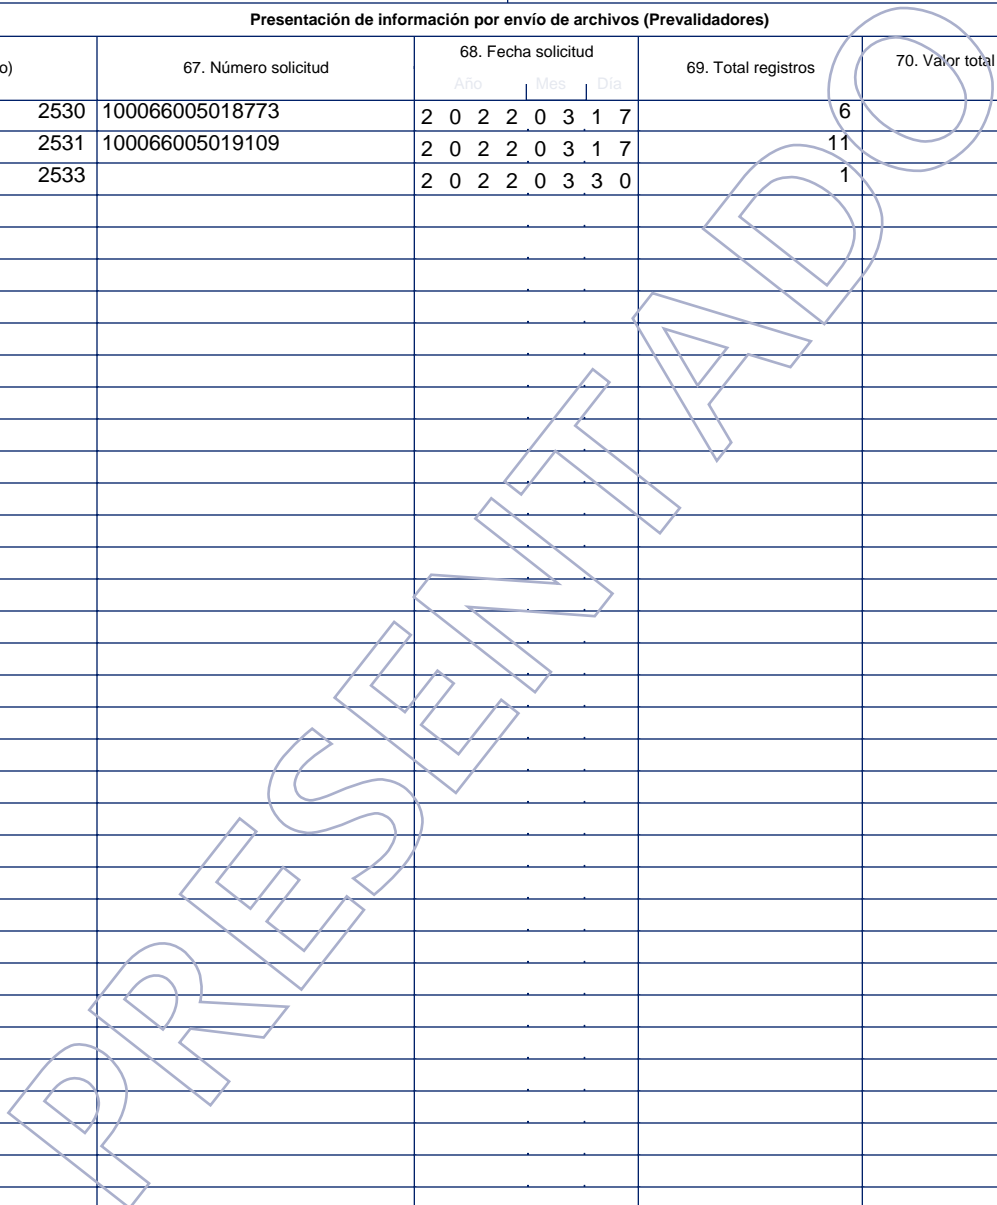 Presentación de información por envío de archivos (Prevalidadores)
o) 67. Número solicitud 68. Fecha solicitud 69. Total registros 70. Valor total
Año Mes Día
2530 100066005018773 2 0 2 2 0 3 1 7 6
2531 100066005019109 2 0 2 2 0 3 1 7 11
2533 2 0 2 2 0 3 3 0 1
PRESENTADO